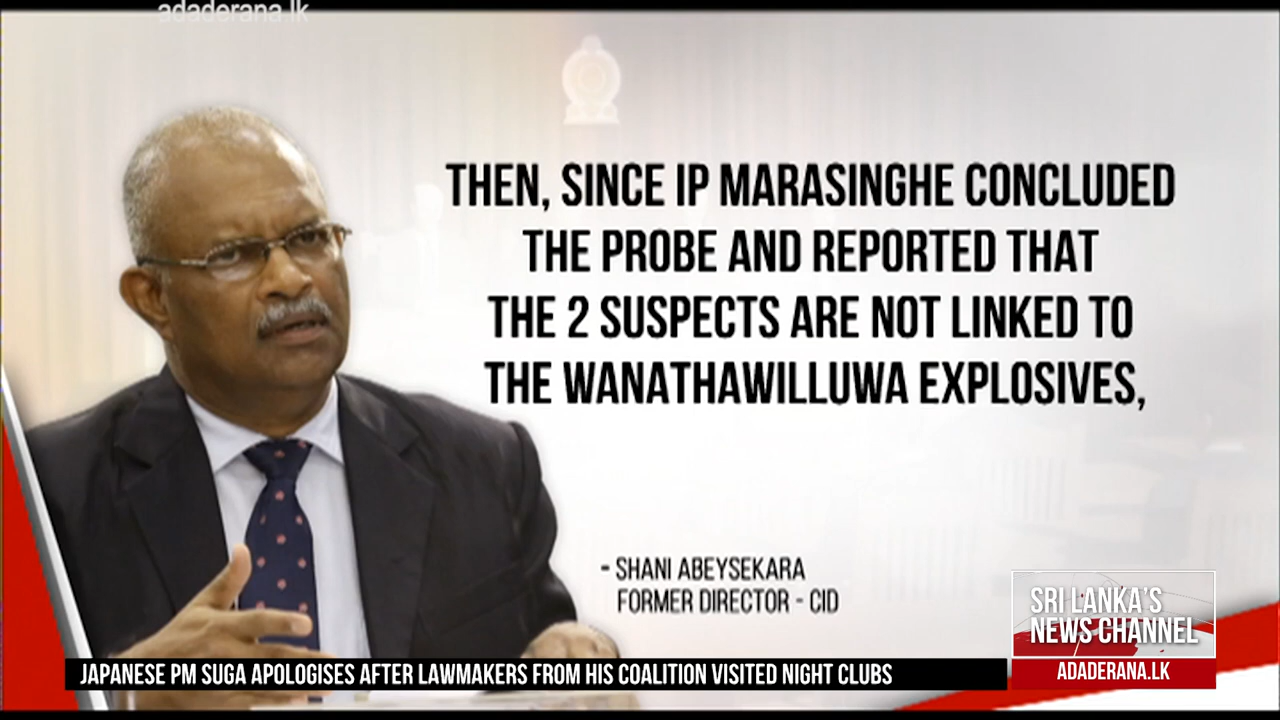 adaderana.lk
THEN, SINCE IP MARASINGHE CONCLUDED
THE PROBE AND REPORTED THAT
THE 2 SUSPECTS ARE NOT LINKED TO
THE WANATHAWILLUWA EXPLOSIVES,
- SHANI ABEYSEKARA
FORMER DIRECTOR - CID
SRI LANKA'S
NEWS CHANNEL
ADADERANA.LK
JAPANESE PM SUGA APOLOGISES AFTER LAWMAKERS FROM HIS COALITION VISITED NIGHT CLUBS